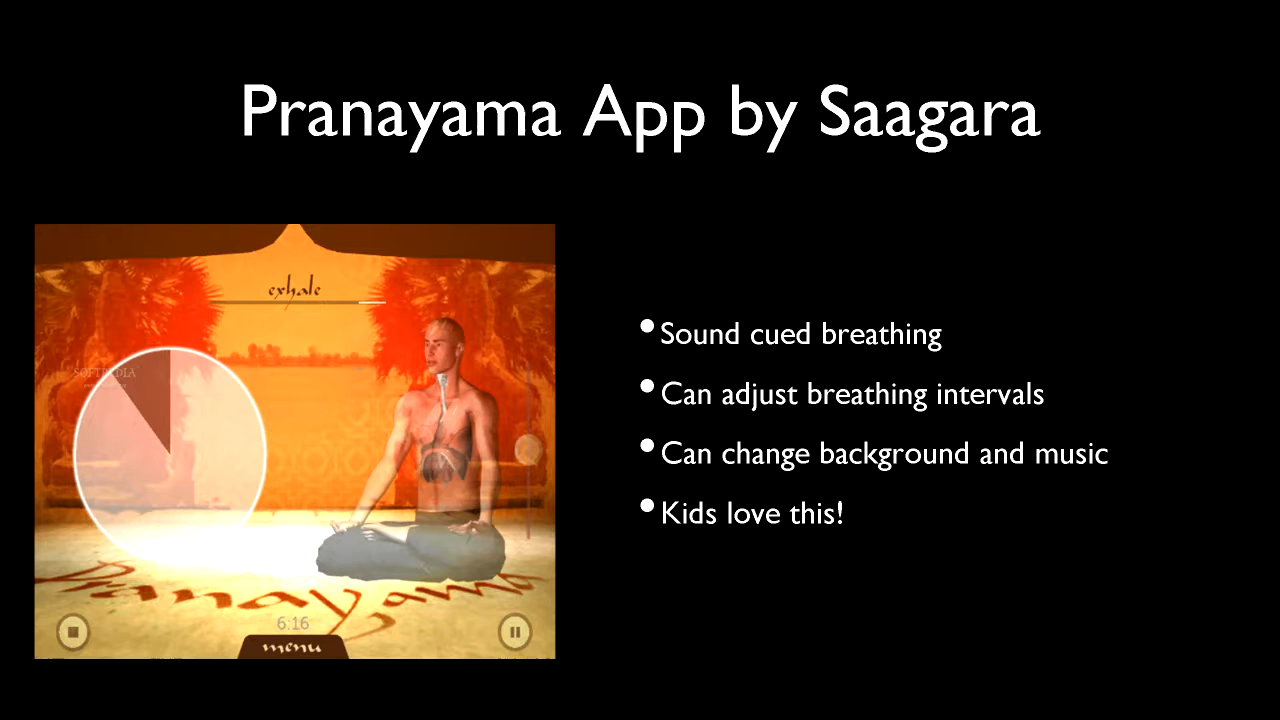 Pranayama App by Saagara
exhale
SOFTPEDIA
Pranayama
6:16
menu
• Sound cued breathing
• Can adjust breathing intervals
• Can change background and music
• Kids love this!